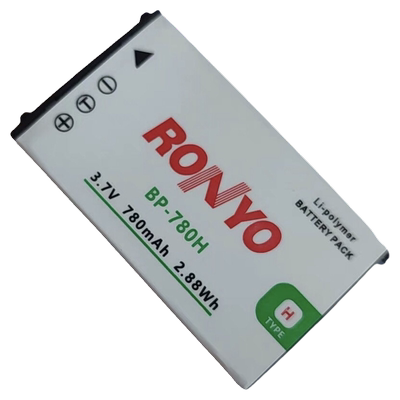 RONYO
BP-780H
3.7V 780mAh 2.88Wh
Li-polymer
BATTERY PACK
H
TYPE